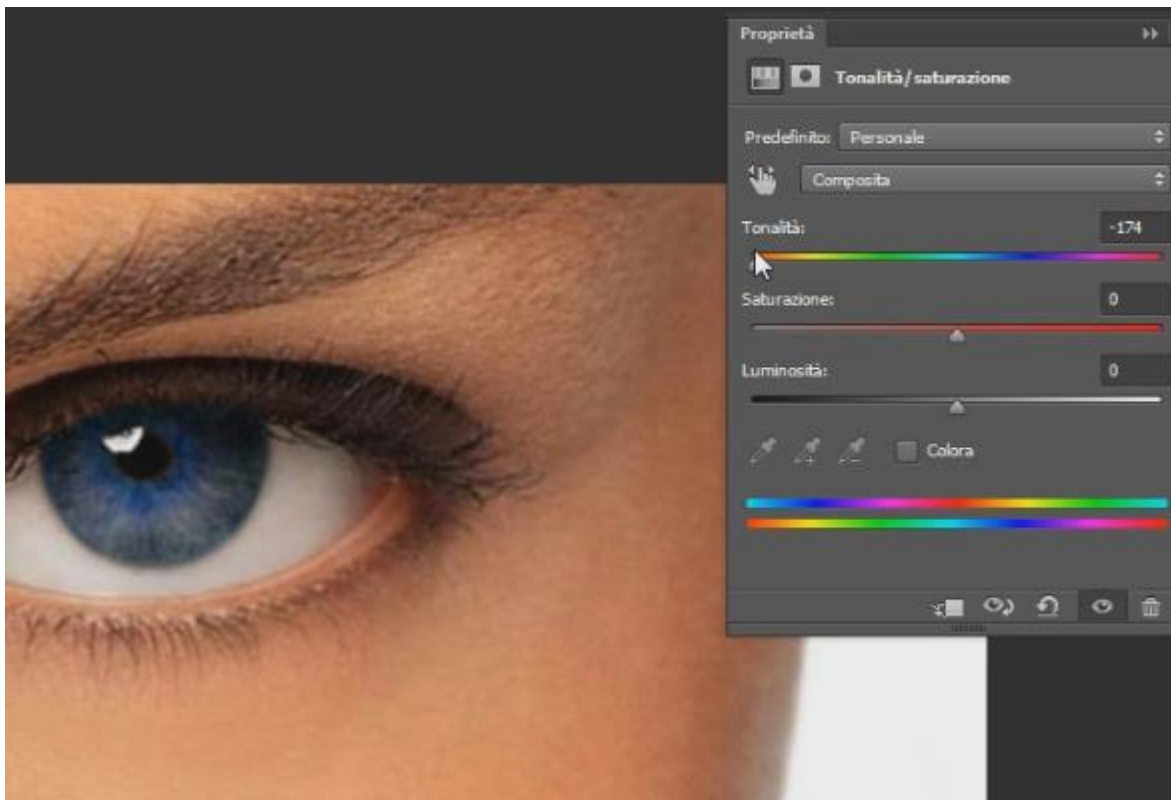 Proprietà
Tonalità/saturazione
Predefinito: Personale
Composita
Tonalità: -174
Saturazione: 0
Luminosità: 0
Colora